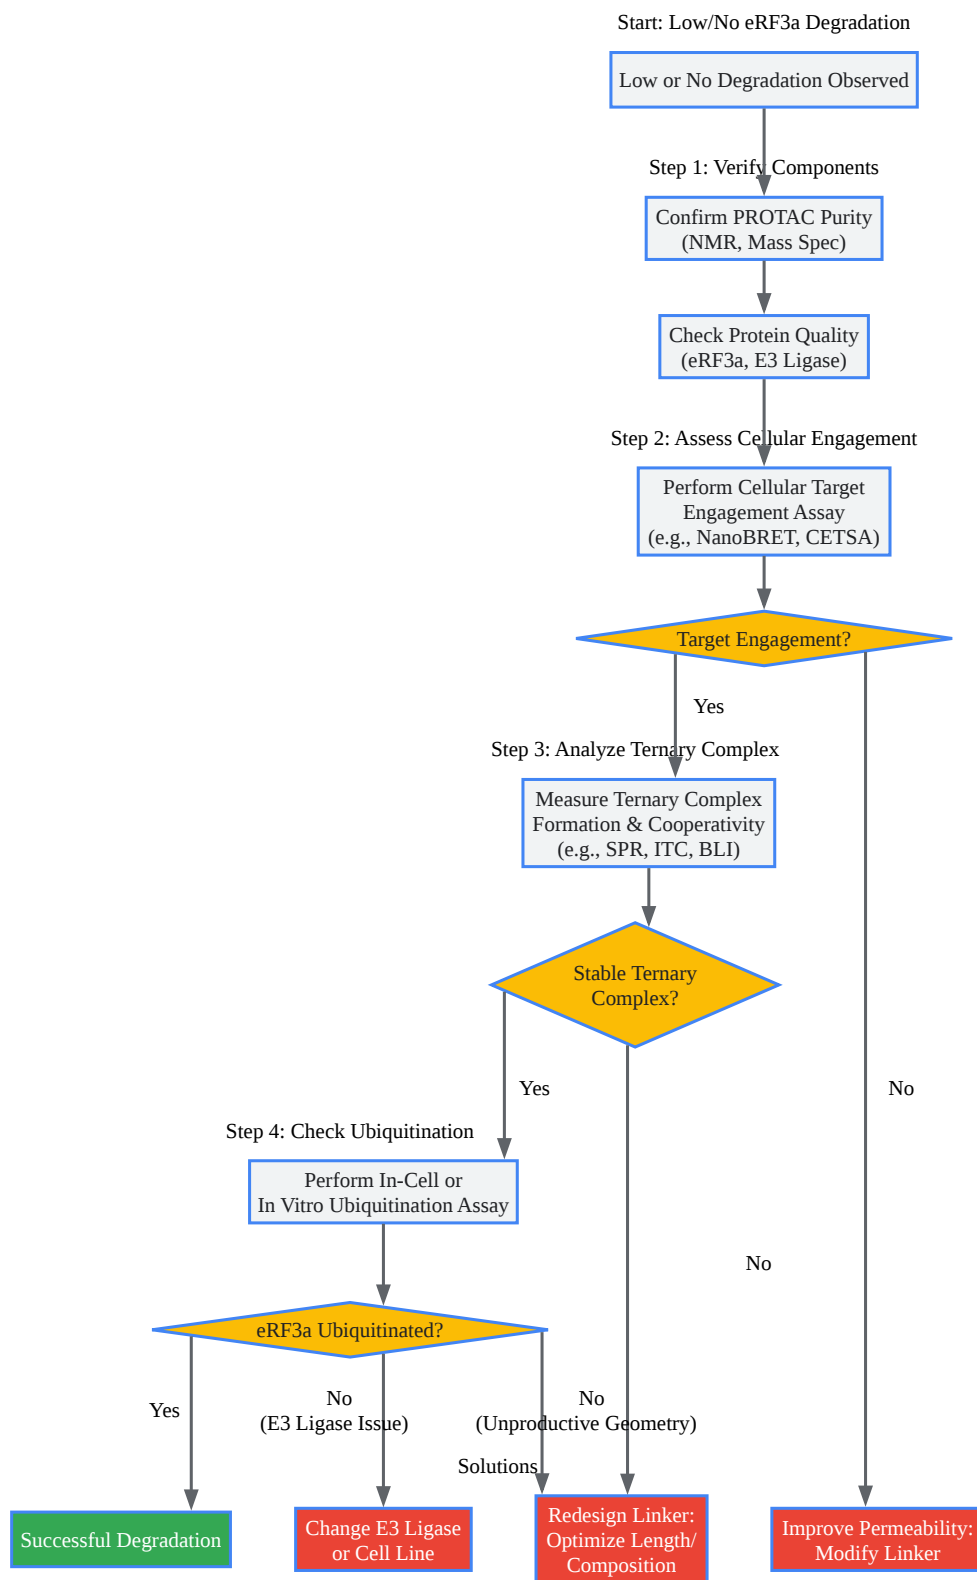 Start: Low/No eRF3a Degradation
Low or No Degradation Observed
Step 1: Verify Components
Confirm PROTAC Purity
(NMR, Mass Spec)
Check Protein Quality
(eRF3a, E3 Ligase)
Step 2: Assess Cellular Engagement
Perform Cellular Target
Engagement Assay
(e.g., NanoBRET, CETSA)
Target Engagement?
Yes
Step 3: Analyze Ternary Complex
Measure Ternary Complex
Formation & Cooperativity
(e.g., SPR, ITC, BLI)
Stable Ternary
Complex?
Yes
No
Step 4: Check Ubiquitination
Perform In-Cell or
In Vitro Ubiquitination Assay
No
eRF3a Ubiquitinated?
Yes
No
(E3 Ligase Issue)
No
(Unproductive Geometry)
Solutions
Successful Degradation
Change E3 Ligase
or Cell Line
Redesign Linker:
Optimize Length/
Composition
Improve Permeability:
Modify Linker